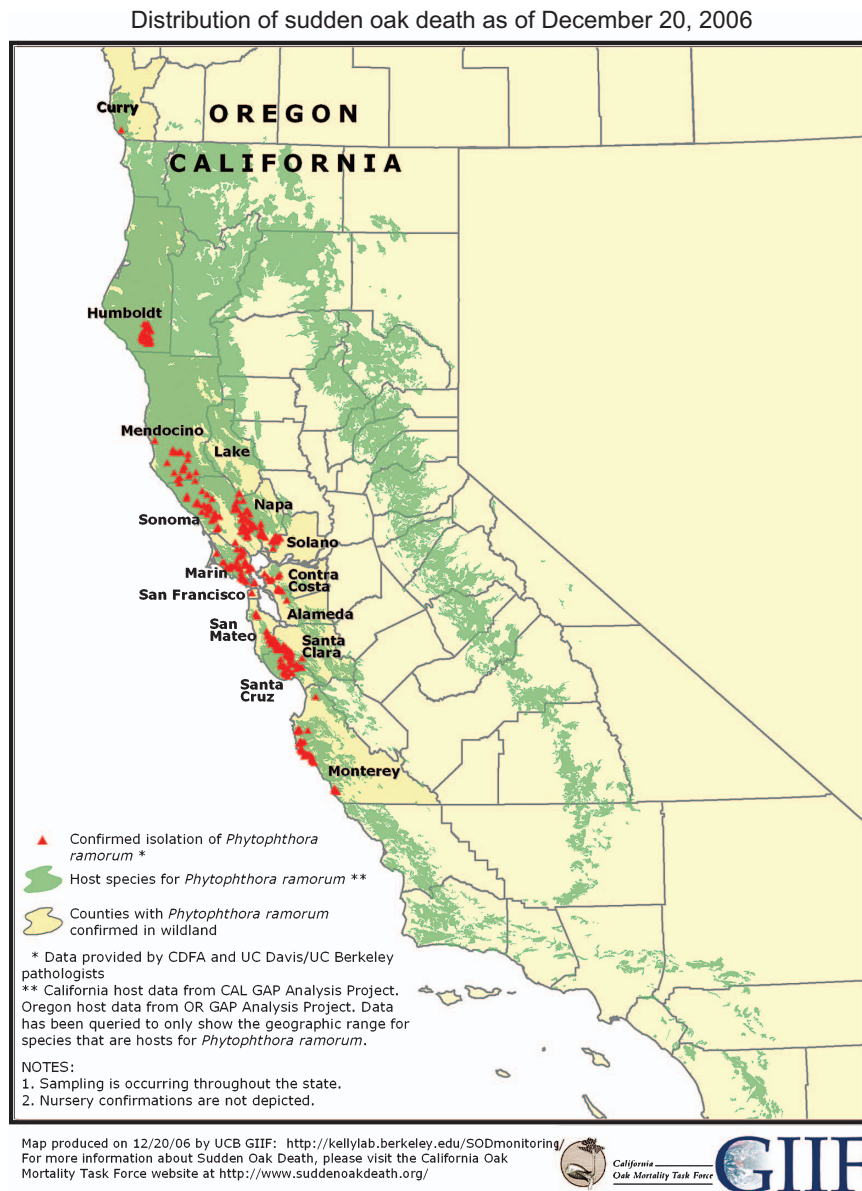 Distribution of sudden oak death as of December 20, 2006
Curry
OREGON
CALIFORNIA
Humboldt
Mendocino
Lake
Napa
Sonoma
Solano
Marin
Contra
Costa
San Francisco
Alameda
San
Mateo
Santa
Clara
Santa
Cruz
Monterey
Confirmed isolation of Phytophthora
ramorum *
Host species for Phytophthora ramorum **
Counties with Phytophthora ramorum
confirmed in wildland
* Data provided by CDFA and UC Davis/UC Berkeley
pathologists
** California host data from CAL GAP Analysis Project.
Oregon host data from OR GAP Analysis Project. Data
has been queried to only show the geographic range for
species that are hosts for Phytophthora ramorum.
NOTES:
1. Sampling is occurring throughout the state.
2. Nursery confirmations are not depicted.
Map produced on 12/20/06 by UCB GIIF: http://kellylab.berkeley.edu/SODmonitoring/
For more information about Sudden Oak Death, please visit the California Oak
Mortality Task Force website at http://www.suddenoakdeath.org/
California
Oak Mortality Task Force
GIIF